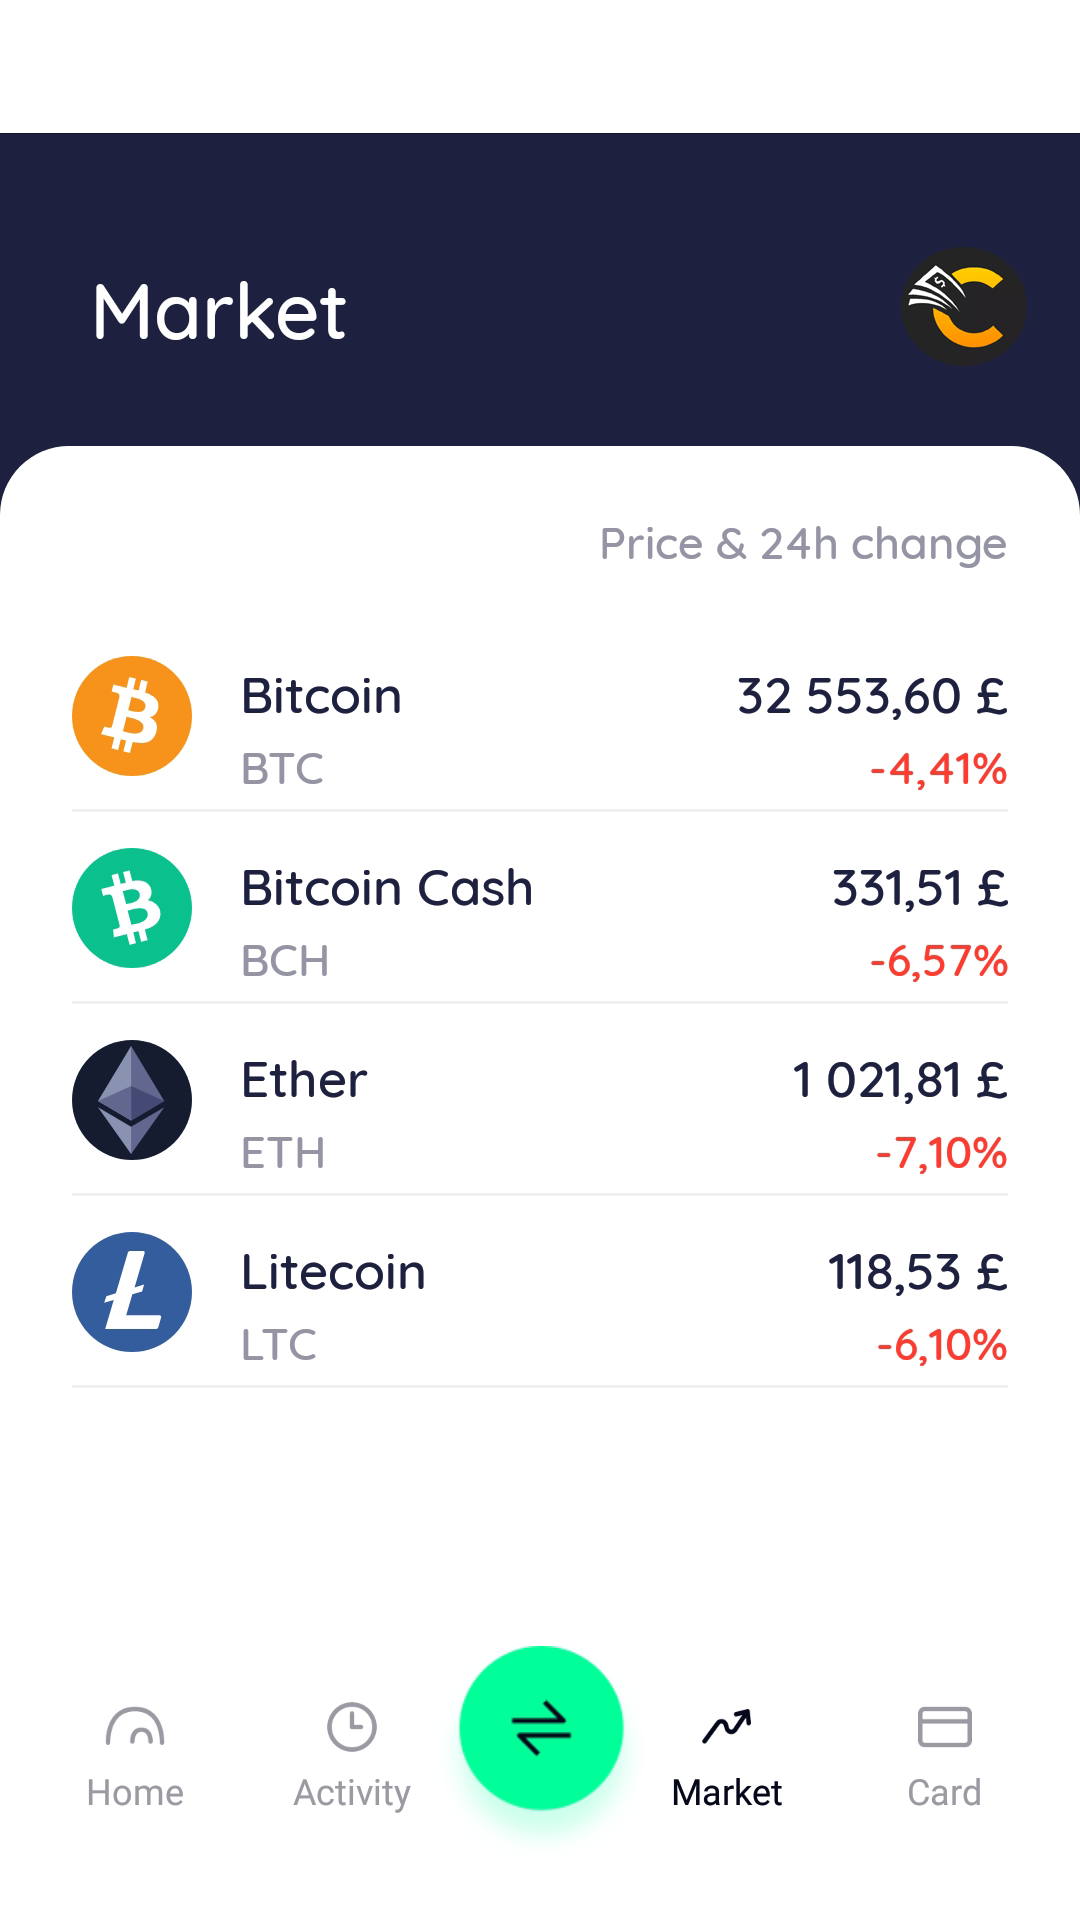 Market
Price & 24h change
Bitcoin 32 553,60 £
BTC -4,41%
Bitcoin Cash 331,51 £
BCH -6,57%
Ether 1 021,81 £
ETH -7,10%
Litecoin 118,53 £
LTC -6,10%
Home Activity Market Card